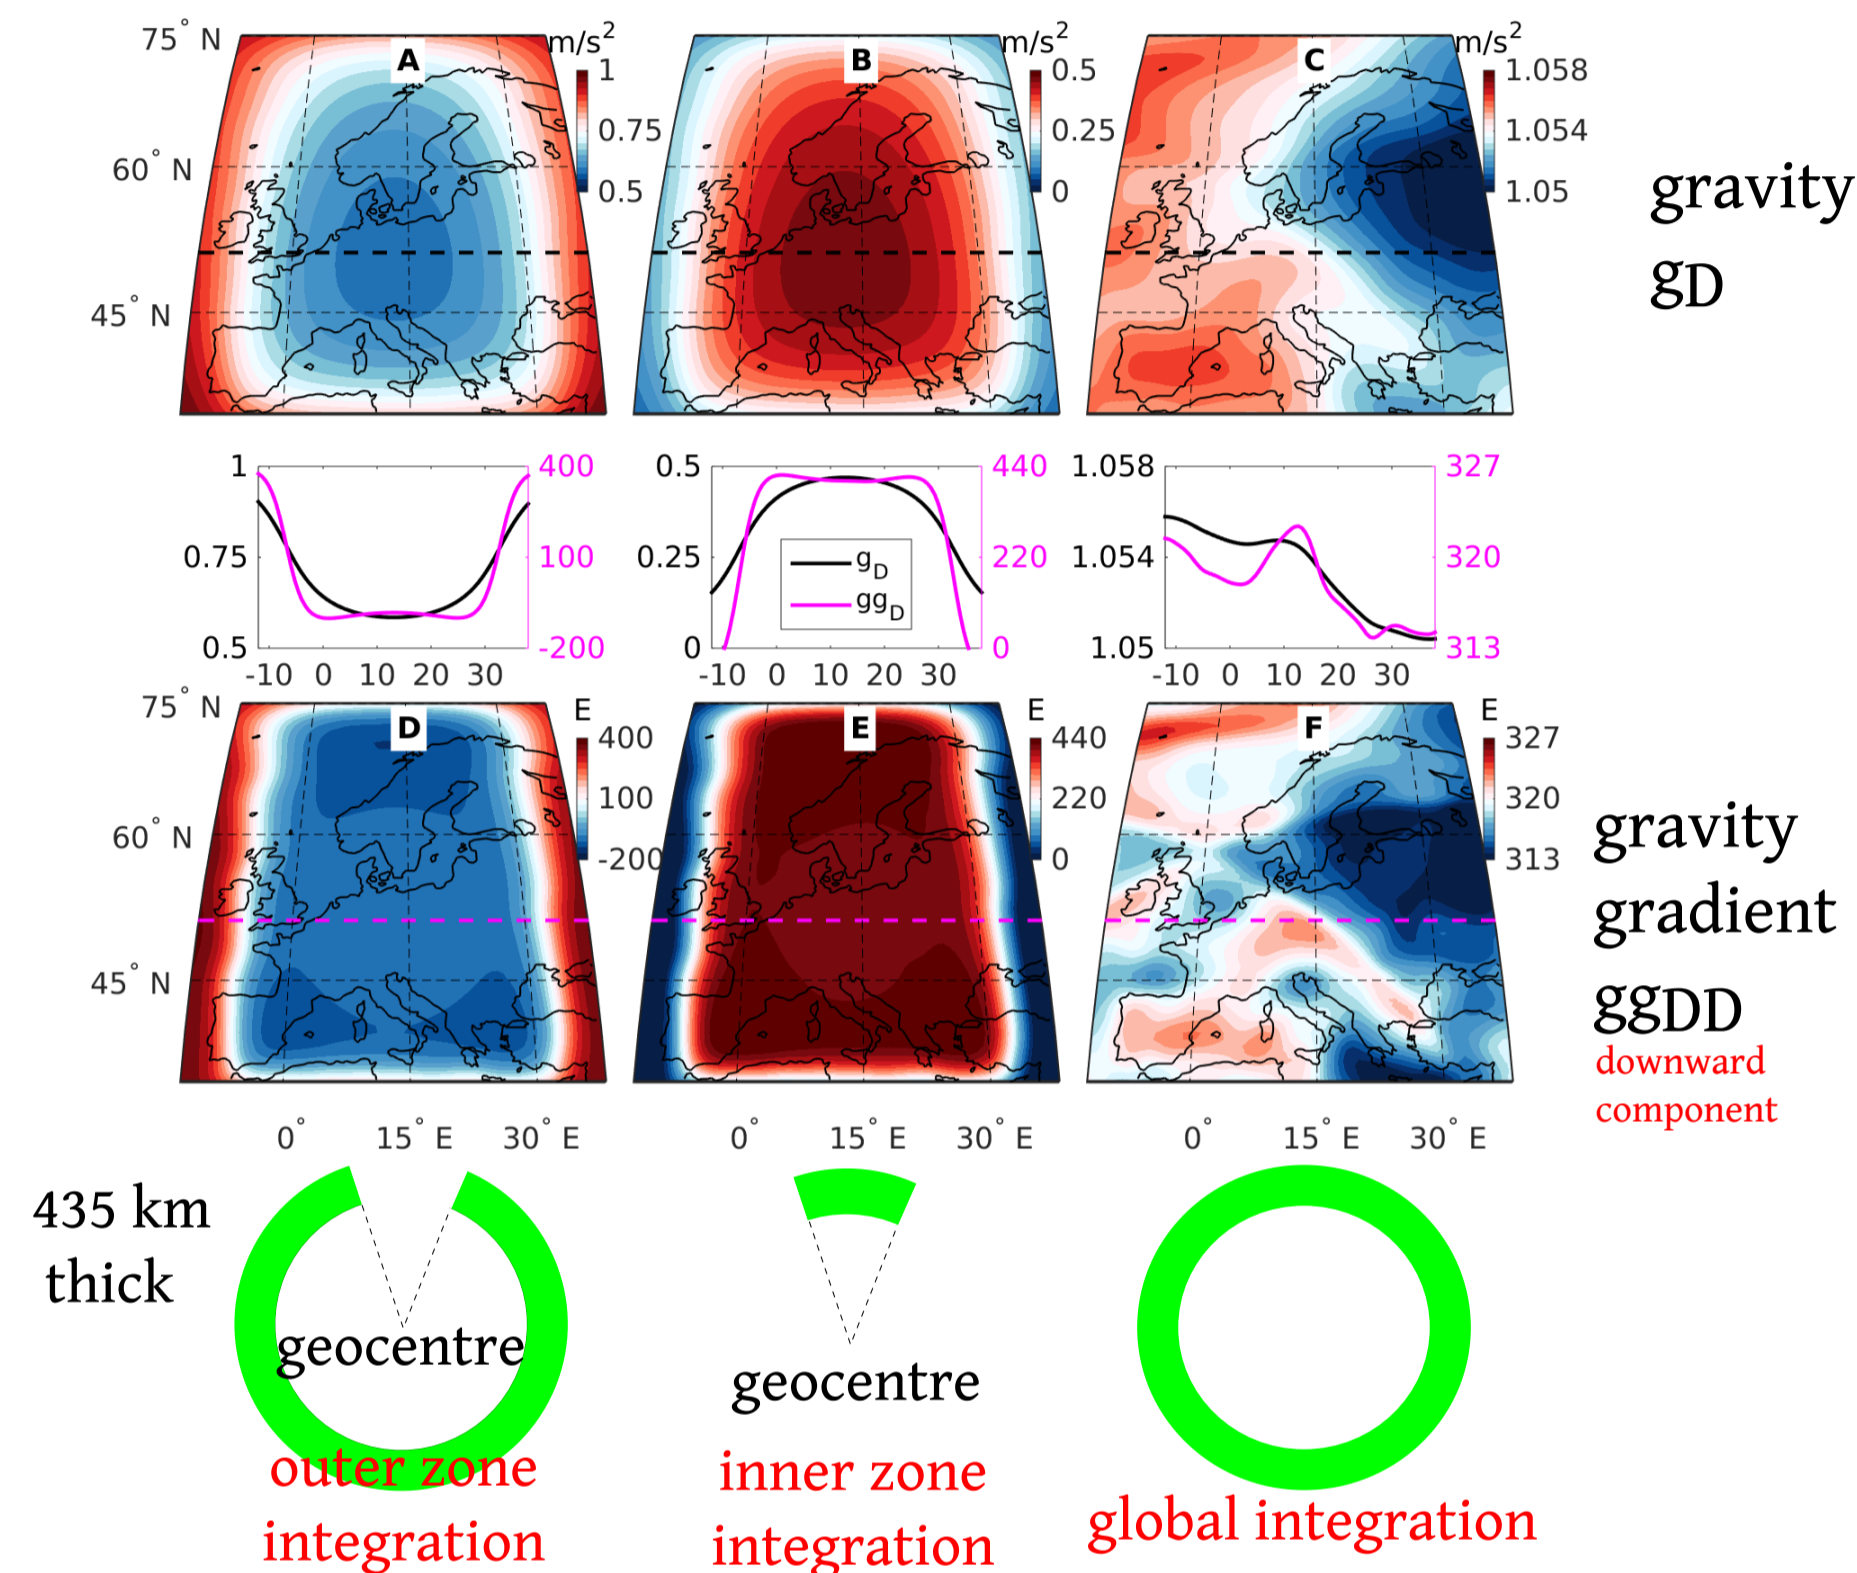 75° N
60° N
45° N
A
m/s²
1
0.75
0.5
B
m/s²
0.5
0.25
0
C
m/s²
1.058
1.054
1.05
gravity
gD
1
0.75
0.5
400
100
-200
-10 0 10 20 30
0.5
0.25
0
gD
ggD
440
220
0
-10 0 10 20 30
1.058
1.054
1.05
327
320
313
-10 0 10 20 30
75° N
60° N
45° N
D
E
400
100
-200
E
E
440
220
0
F
E
327
320
313
gravity
gradient
ggDD
downward
component
0° 15° E 30° E
0° 15° E 30° E
0° 15° E 30° E
435 km
thick
geocentre
outer zone
integration
geocentre
inner zone
integration
global integration